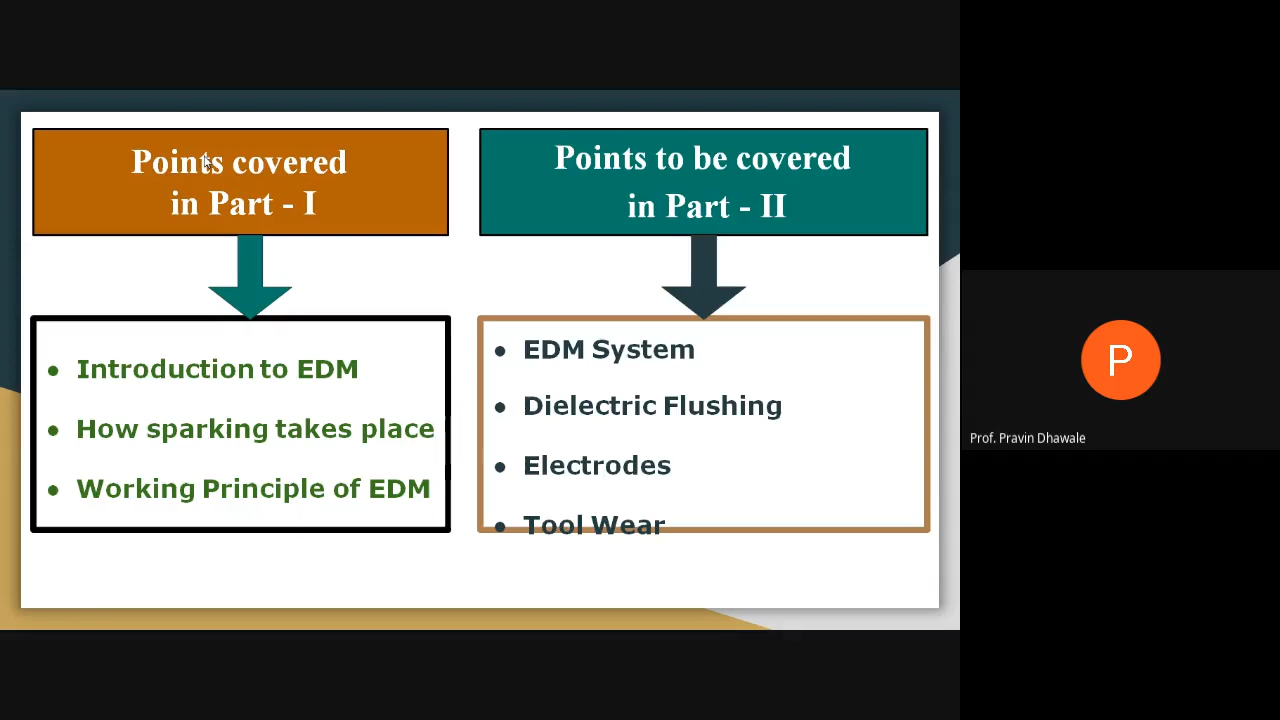 Points covered
in Part - I
Points to be covered
in Part - II
• Introduction to EDM
• How sparking takes place
• Working Principle of EDM
• EDM System
• Dielectric Flushing
• Electrodes
• Tool Wear
P
Prof. Pravin Dhawale